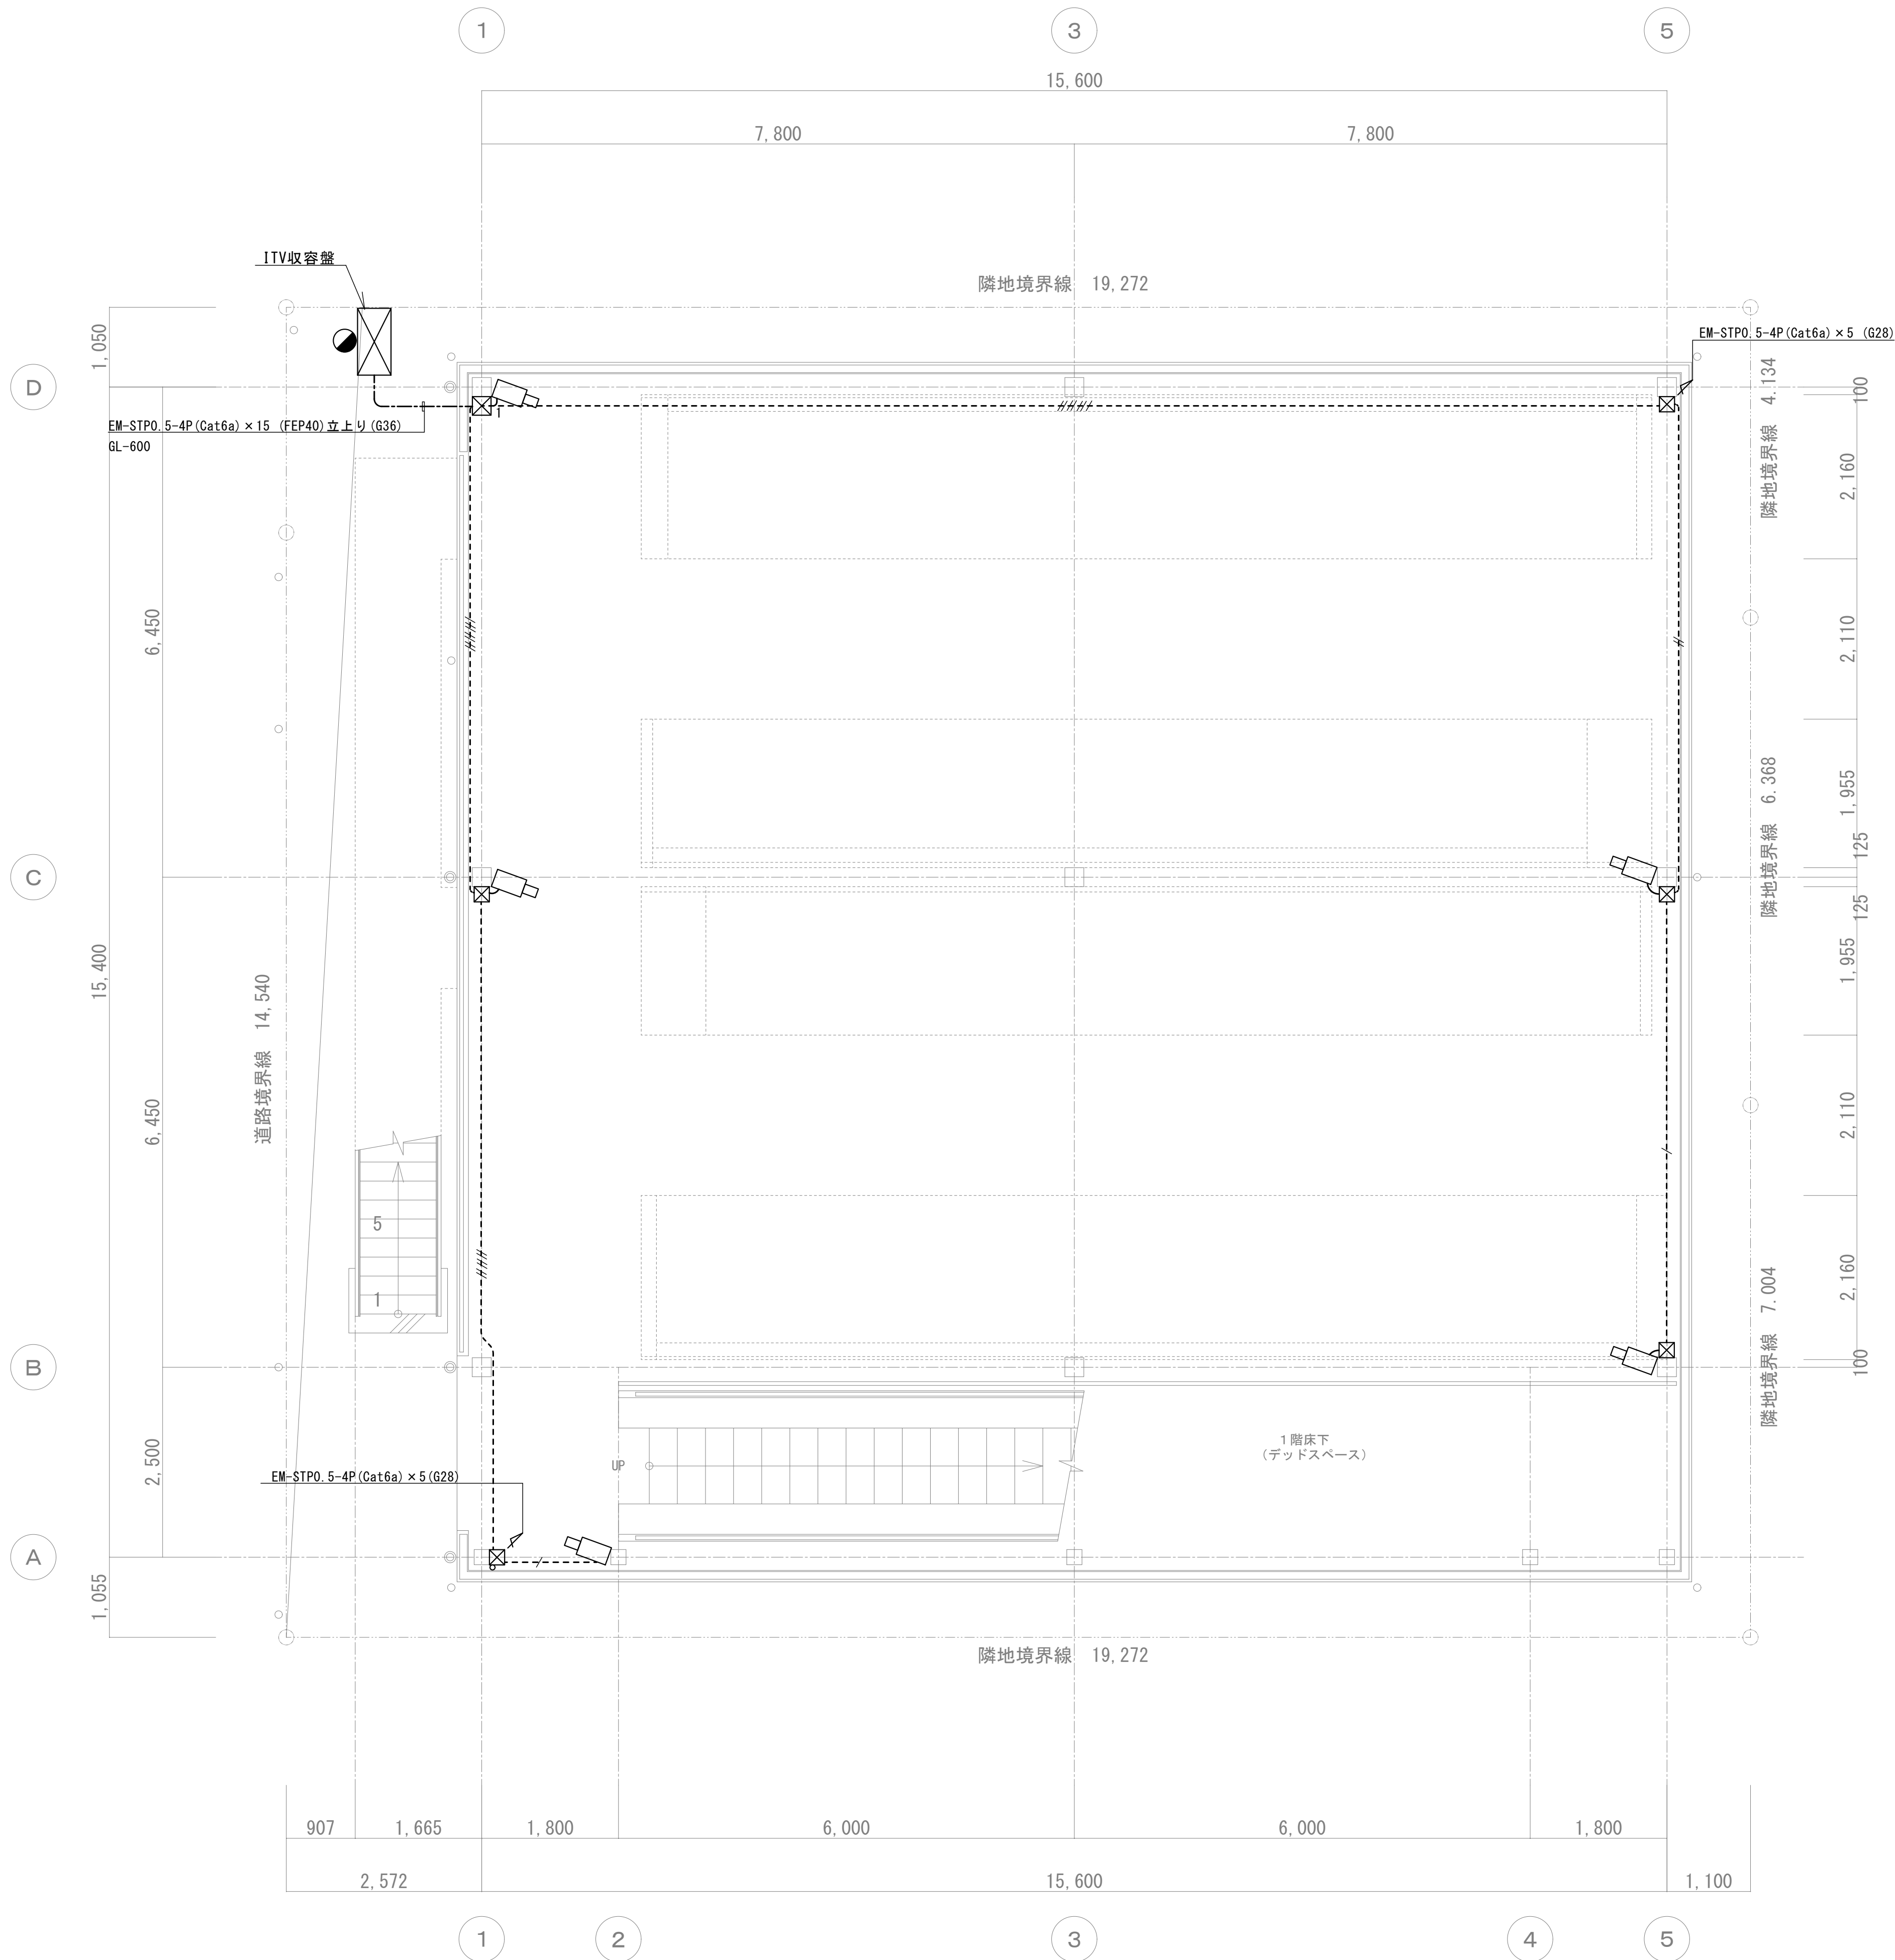 1
3
5
15,600
7,800
7,800
ITV収容盤
隣地境界線 19,272
EM-STP0.5-4P(Cat6a)×5 (G28)
1,050
D
4.134
隣地境界線
100
1
EM-STP0.5-4P(Cat6a)×15 (FEP40)立上り(G36)
GL-600
2,160
6,450
2,110
隣地境界線 6.368
1,955
125
C
125
15,400
1,955
道路境界線 14,540
6,450
2,110
5
1
隣地境界線 7.004
2,160
B
100
2,500
1階床下
(デッドスペース)
UP
EM-STP0.5-4P(Cat6a)×5(G28)
A
1,055
隣地境界線 19,272
907
1,665
1,800
6,000
6,000
1,800
2,572
15,600
1,100
1
2
3
4
5